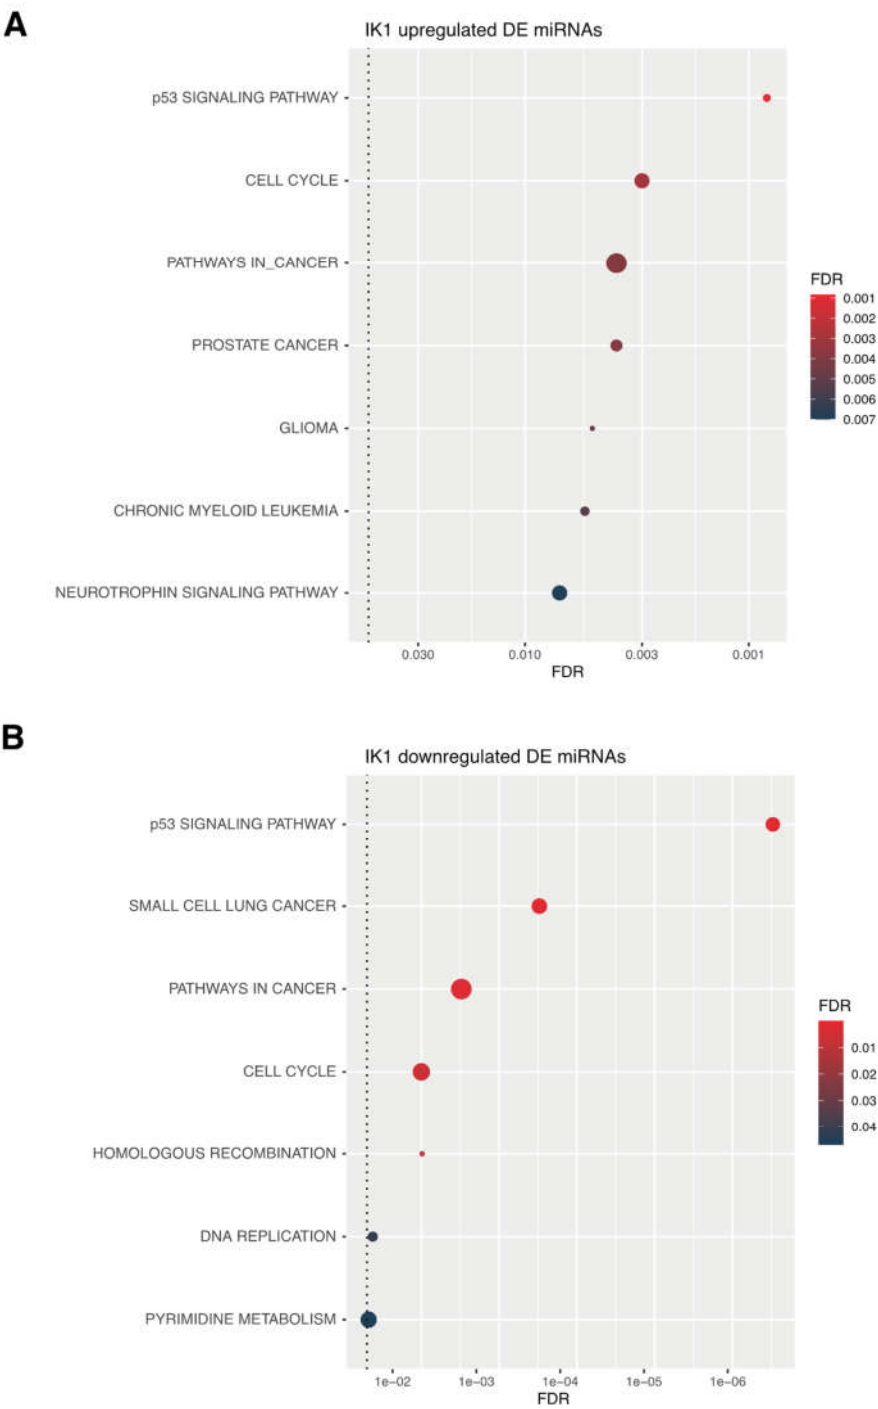 A
IK1 upregulated DE miRNAs
p53 SIGNALING PATHWAY
CELL CYCLE
PATHWAYS IN_CANCER
PROSTATE CANCER
GLIOMA
CHRONIC MYELOID LEUKEMIA
NEUROTROPHIN SIGNALING PATHWAY
0.030 0.010 0.003 0.001
FDR
FDR
0.001
0.002
0.003
0.004
0.005
0.006
0.007
B
IK1 downregulated DE miRNAs
p53 SIGNALING PATHWAY
SMALL CELL LUNG CANCER
PATHWAYS IN CANCER
CELL CYCLE
HOMOLOGOUS RECOMBINATION
DNA REPLICATION
PYRIMIDINE METABOLISM
1e-02 1e-03 1e-04 1e-05 1e-06
FDR
FDR
0.01
0.02
0.03
0.04